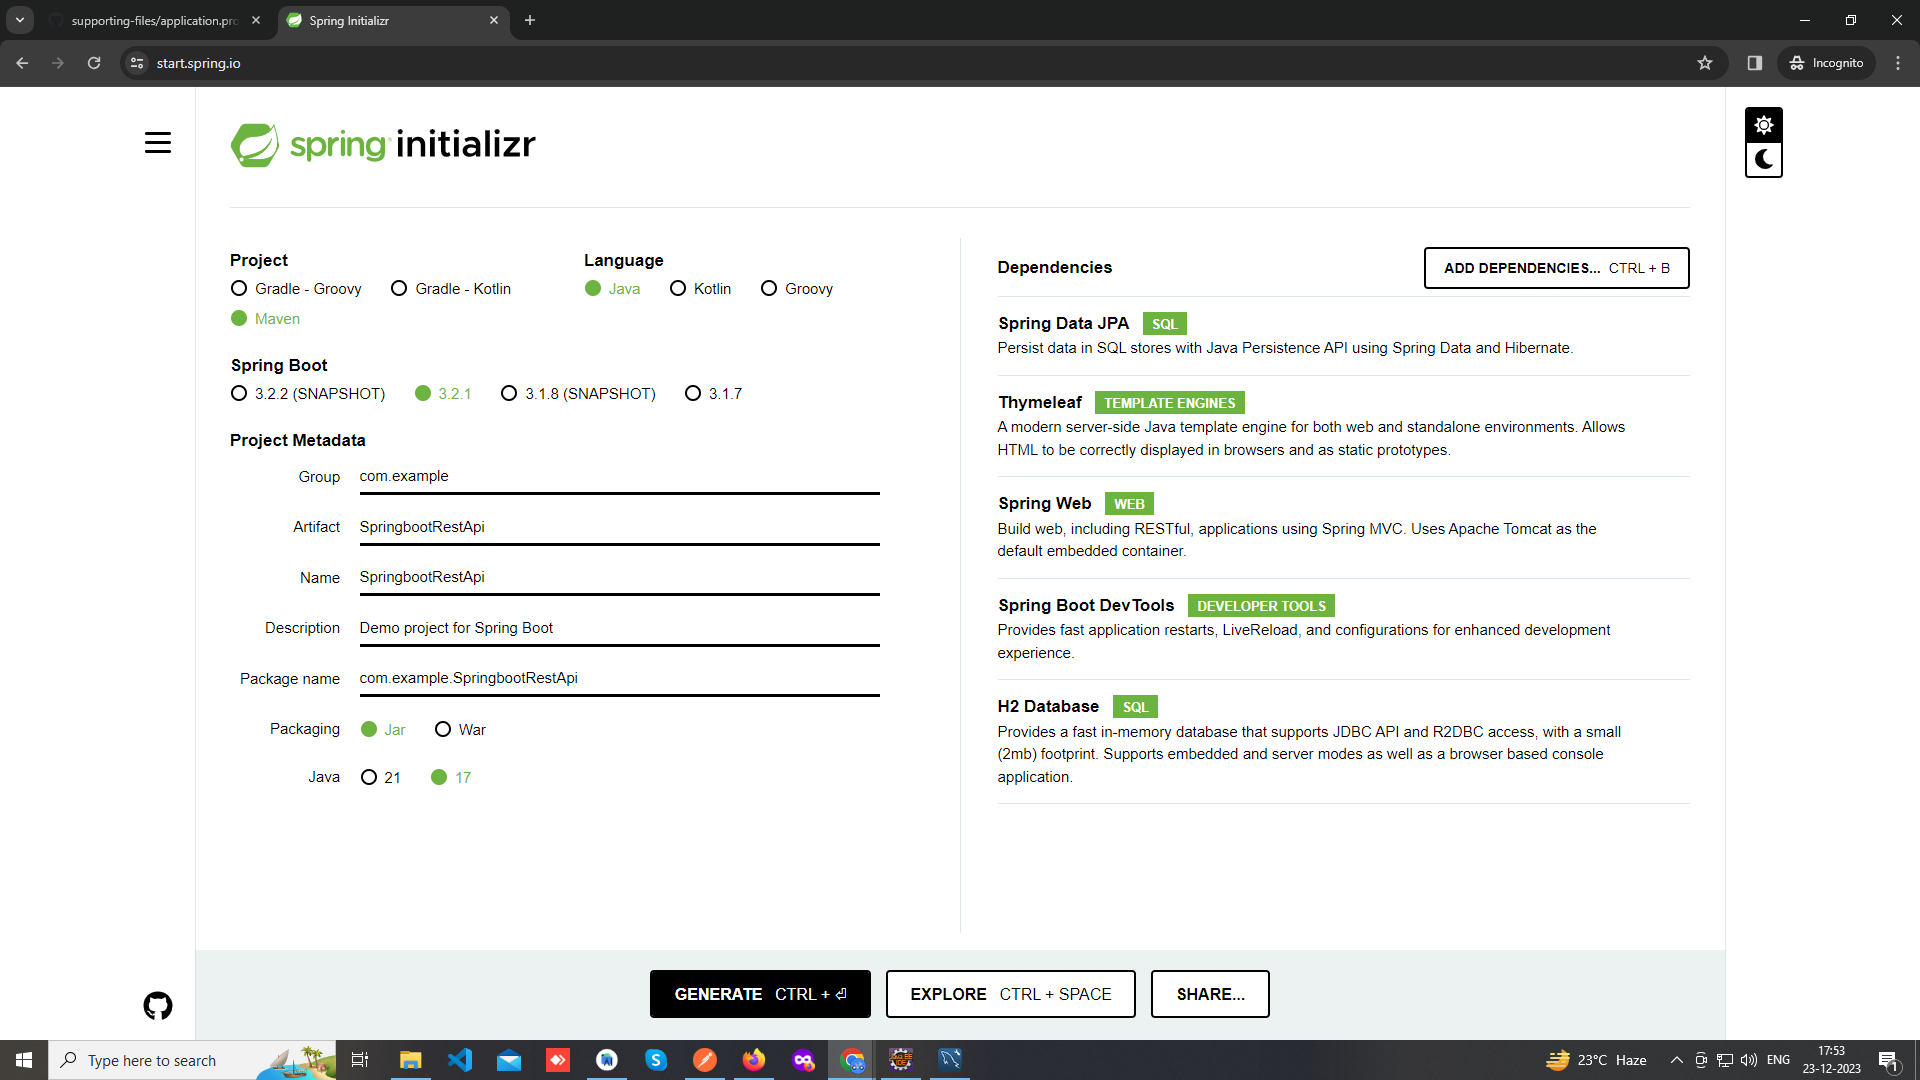 supporting-files/application.pro
Spring Initializr
start.spring.io
Incognito
spring initializr
Project
Gradle - Groovy
Gradle - Kotlin
Maven
Language
Java
Kotlin
Groovy
Spring Boot
3.2.2 (SNAPSHOT)
3.2.1
3.1.8 (SNAPSHOT)
3.1.7
Project Metadata
Group
com.example
Artifact
SpringbootRestApi
Name
SpringbootRestApi
Description
Demo project for Spring Boot
Package name
com.example.SpringbootRestApi
Packaging
Jar
War
Java
21
17
Dependencies
ADD DEPENDENCIES... CTRL + B
Spring Data JPA SQL
Persist data in SQL stores with Java Persistence API using Spring Data and Hibernate.
Thymeleaf TEMPLATE ENGINES
A modern server-side Java template engine for both web and standalone environments. Allows
HTML to be correctly displayed in browsers and as static prototypes.
Spring Web WEB
Build web, including RESTful, applications using Spring MVC. Uses Apache Tomcat as the
default embedded container.
Spring Boot DevTools DEVELOPER TOOLS
Provides fast application restarts, LiveReload, and configurations for enhanced development
experience.
H2 Database SQL
Provides a fast in-memory database that supports JDBC API and R2DBC access, with a small
(2mb) footprint. Supports embedded and server modes as well as a browser based console
application.
GENERATE CTRL + ⏎
EXPLORE CTRL + SPACE
SHARE...
Type here to search
23°C Haze
ENG
17:53
23-12-2023
1